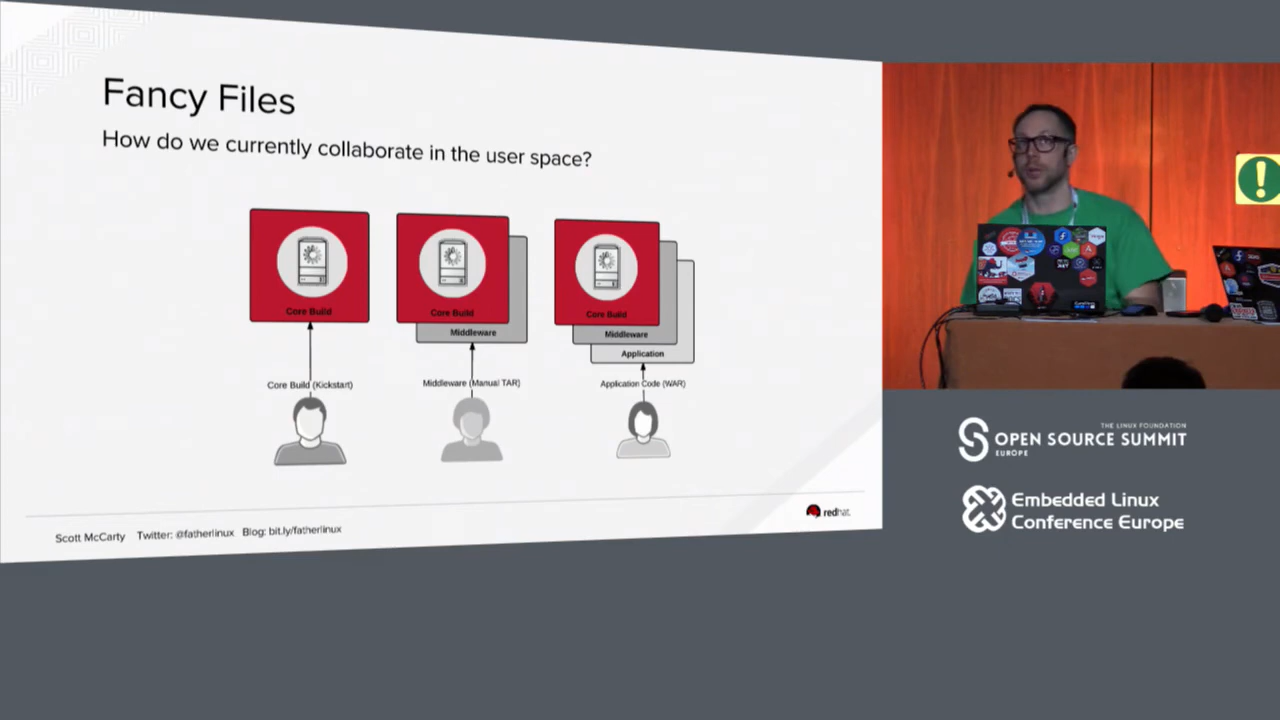 Fancy Files
How do we currently collaborate in the user space?
Core Build
Core Build
Middleware
Core Build
Middleware
Application
Core Build (Kickstart)
Middleware (Manual TAR)
Application Code (WAR)
Scott McCarty Twitter: @fatherlinux Blog: bit.ly/fatherlinux
redhat.
!
THE LINUX FOUNDATION
OPEN SOURCE SUMMIT
EUROPE
Embedded Linux
Conference Europe